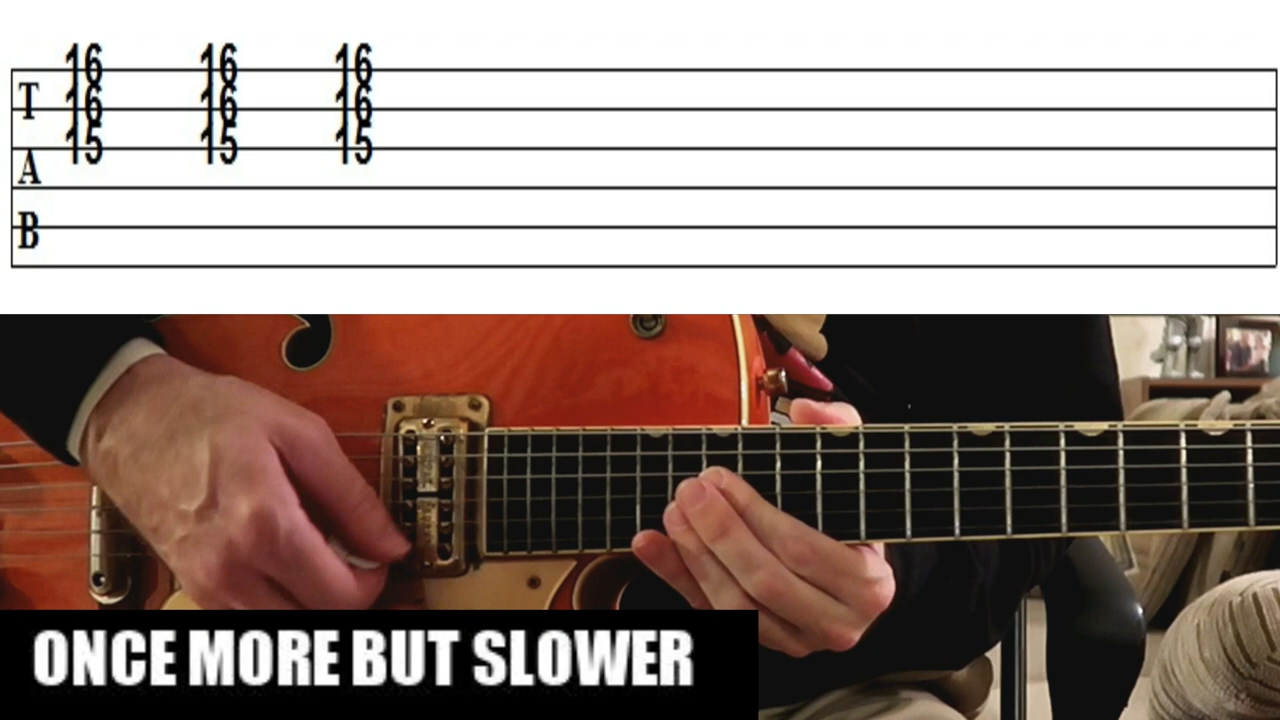 16 16 16
T 16 16 16
15 15 15
A
B
ONCE MORE BUT SLOWER